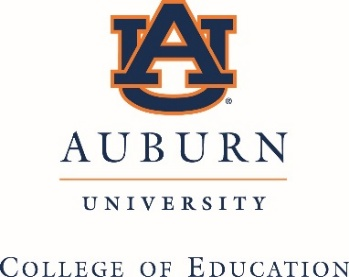 AU
®
AUBURN
UNIVERSITY
COLLEGE OF EDUCATION